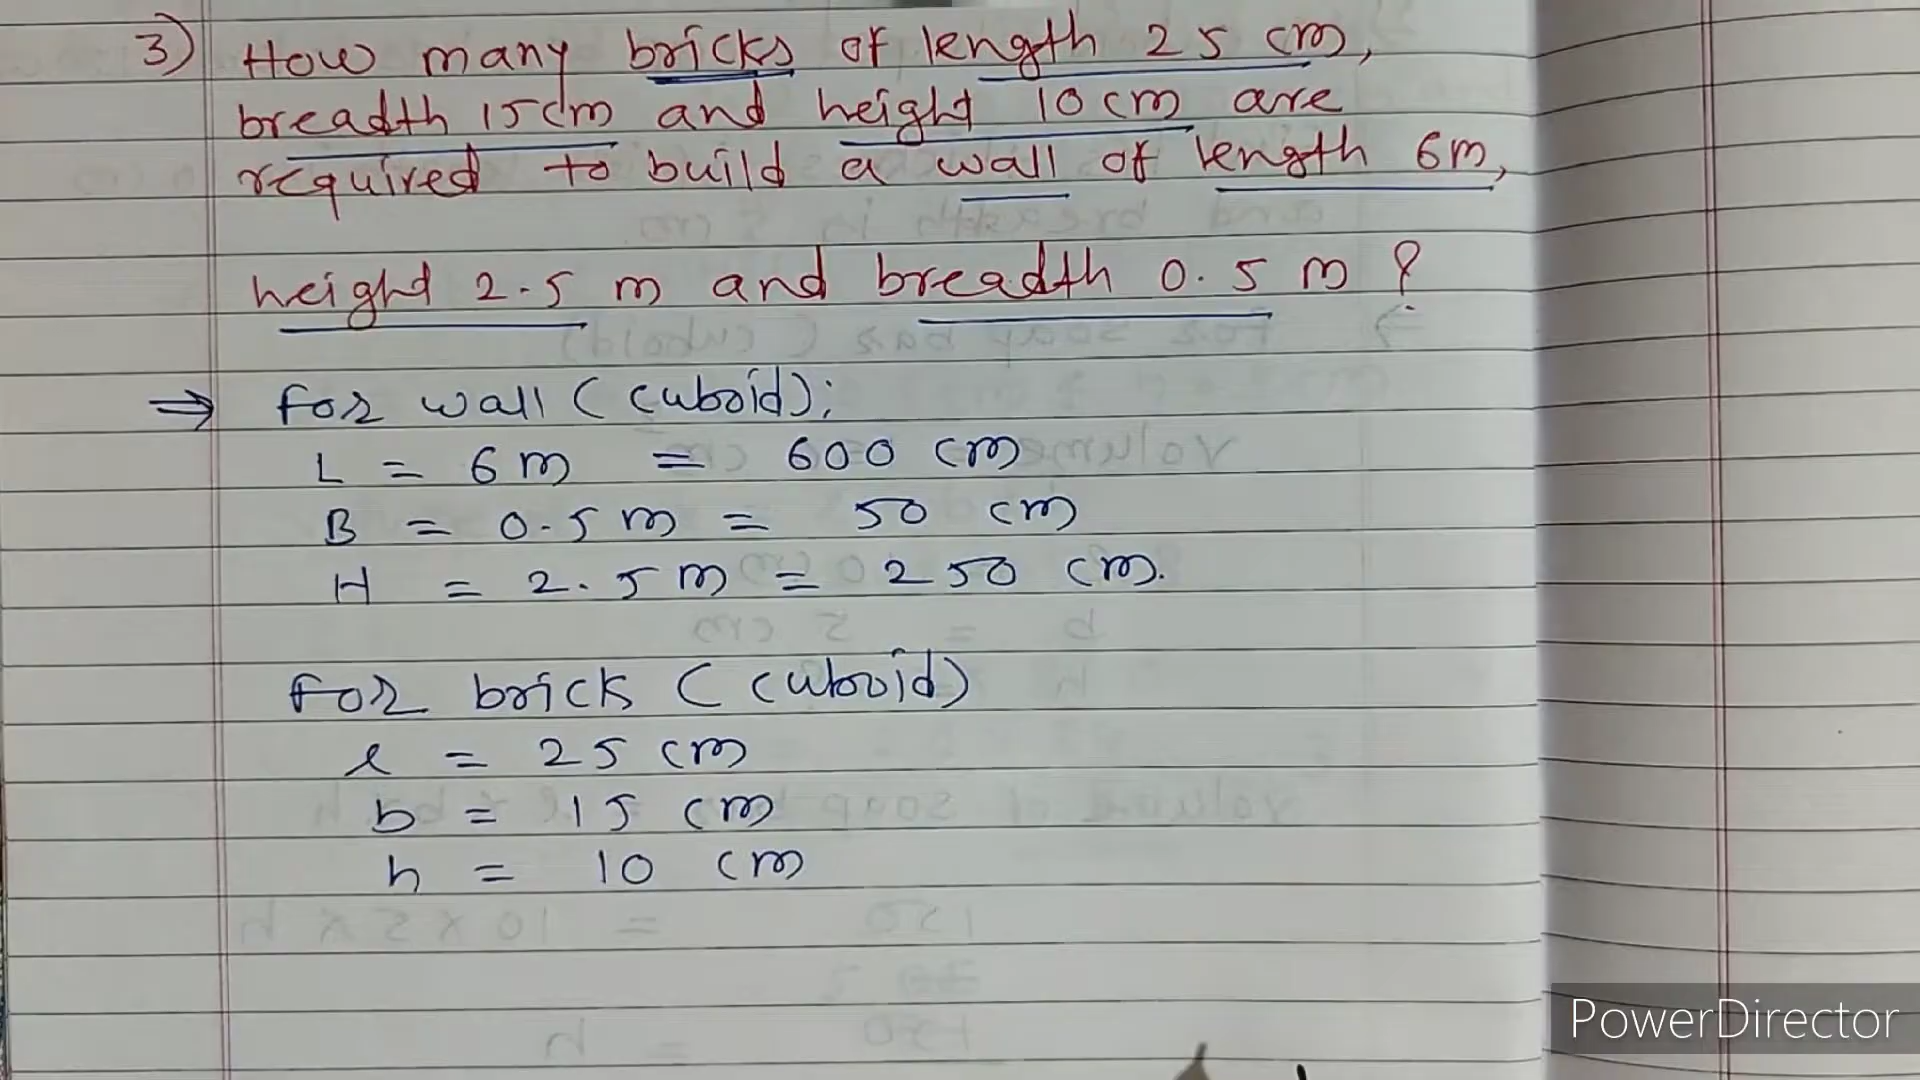 3) How many bricks of length 25 cm,
breadth 15cm and height 10 cm are
required to build a wall of length 6m,
height 2.5 m and breadth 0.5 m ?
⇒ For wall (cuboid):
L = 6 m = 600 cm
B = 0.5 m = 50 cm
H = 2.5 m = 250 cm.
For brick (cuboid)
l = 25 cm
b = 15 cm
h = 10 cm
PowerDirector